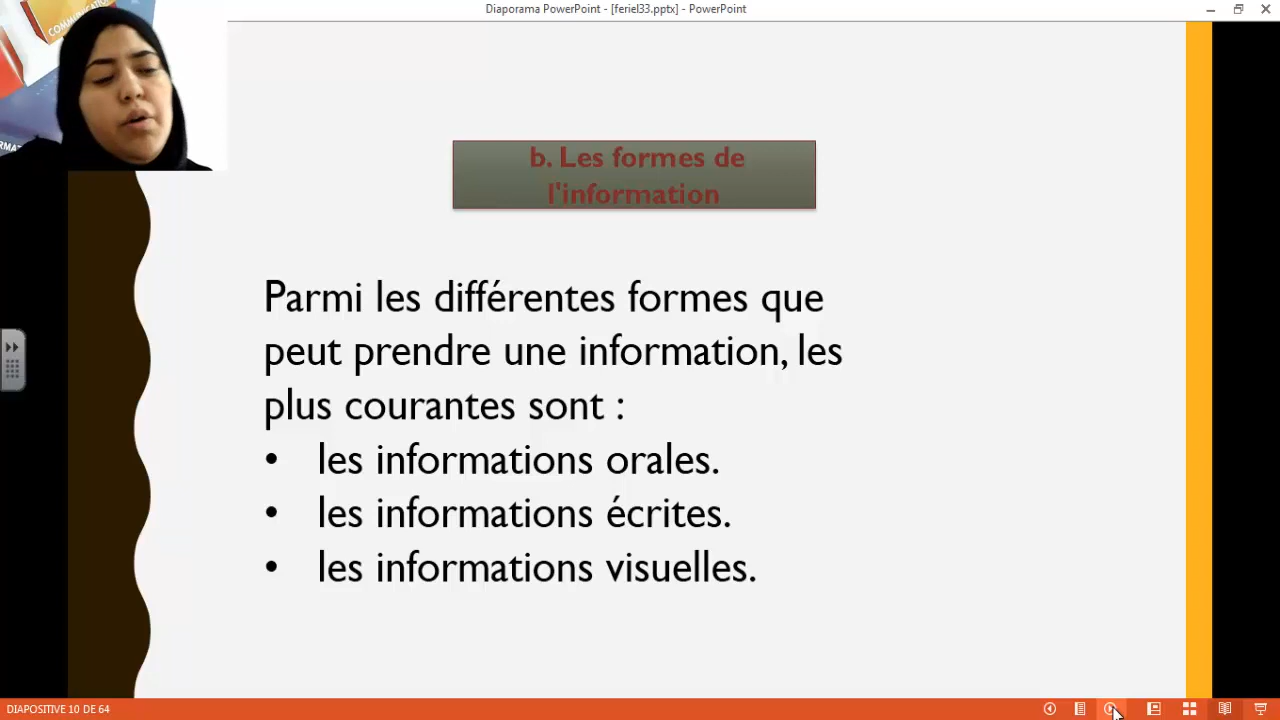 Diaporama PowerPoint - [feriel33.pptx] - PowerPoint
COMMUNICATION
b. Les formes de
l'information
Parmi les différentes formes que
peut prendre une information, les
plus courantes sont :
• les informations orales.
• les informations écrites.
• les informations visuelles.
DIAPOSITIVE 10 DE 64